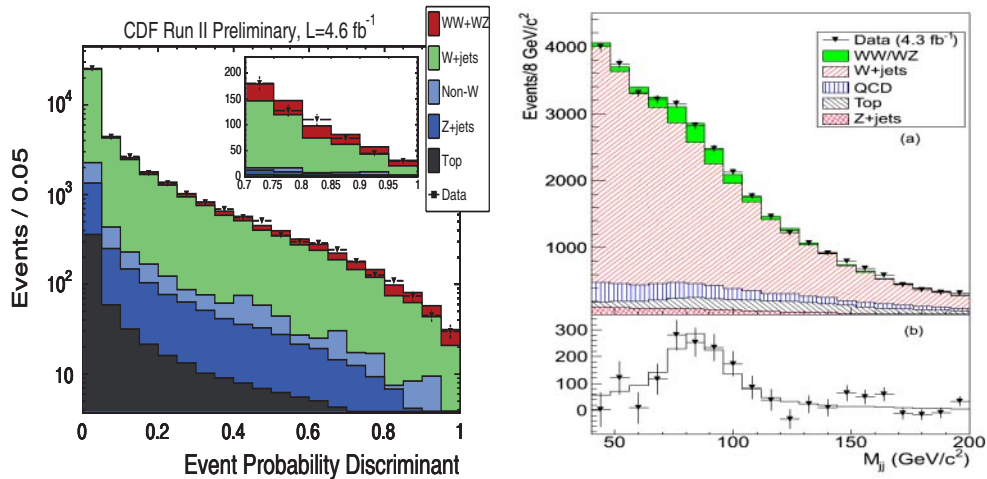 CDF Run II Preliminary, L=4.6 fb⁻¹
WW+WZ
W+jets
Non-W
Z+jets
Top
Data
Events / 0.05
10⁴
10³
10²
10
0 0.2 0.4 0.6 0.8 1
Event Probability Discriminant
200
150
100
50
0
0.7 0.75 0.8 0.85 0.9 0.95 1
Events/8 GeV/c²
4000
3000
2000
1000
Data (4.3 fb⁻¹)
WW/WZ
W+jets
QCD
Top
Z+jets
(a)
(b)
300
200
100
0
50 100 150 200
M_jj (GeV/c²)